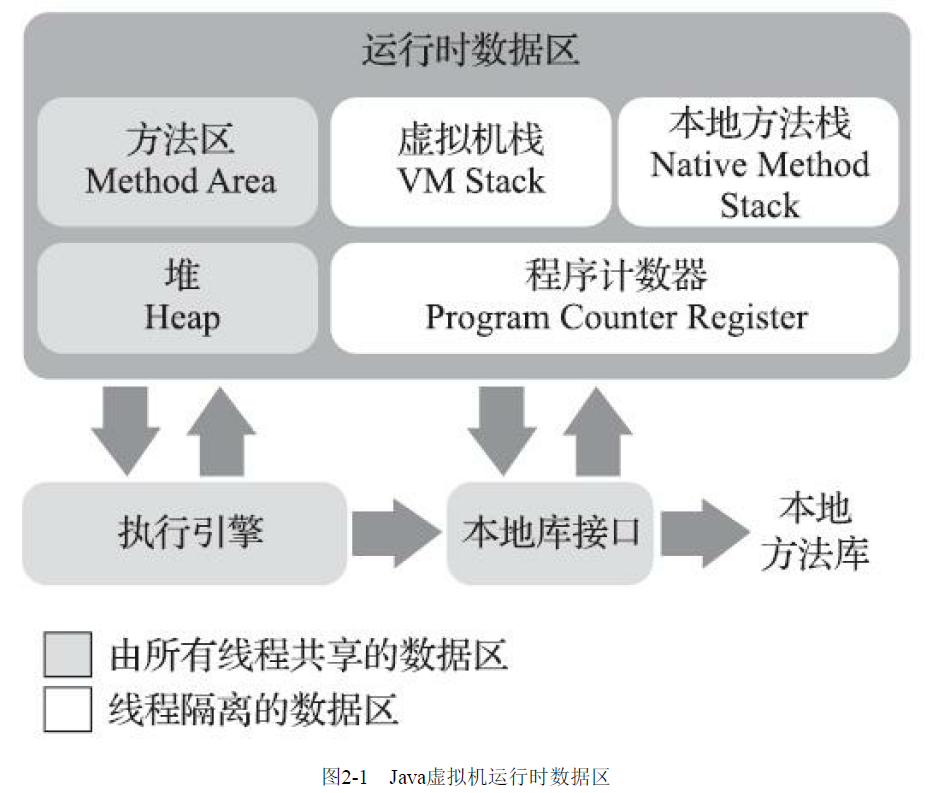 运行时数据区
方法区
Method Area
虚拟机栈
VM Stack
本地方法栈
Native Method
Stack
堆
Heap
程序计数器
Program Counter Register
执行引擎
本地库接口
本地
方法库
由所有线程共享的数据区
线程隔离的数据区
图2-1 Java虚拟机运行时数据区